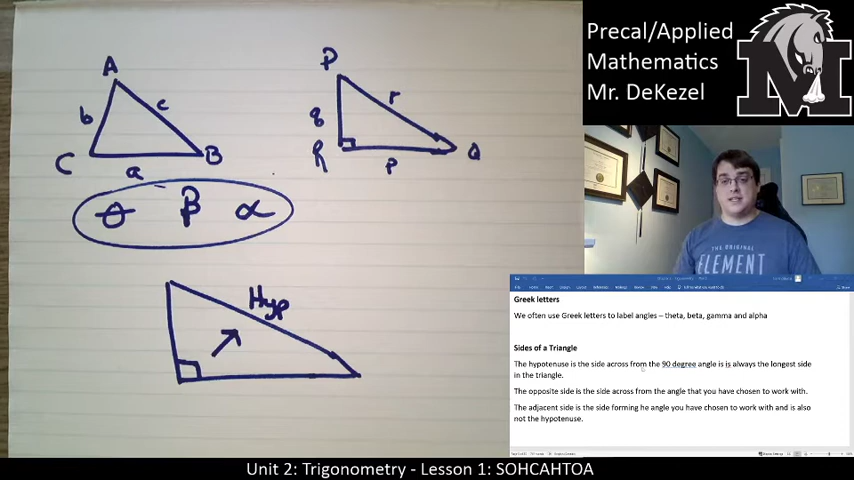 A
b
c
C
B
a
P
r
q
R
p
Q
θ β α
Hyp
Precal/Applied
Mathematics
Mr. DeKezel
M
THE ORIGINAL
ELEMENT
Greek letters
We often use Greek letters to label angles – theta, beta, gamma and alpha
Sides of a Triangle
The hypotenuse is the side across from the 90 degree angle is is always the longest side
in the triangle.
The opposite side is the side across from the angle that you have chosen to work with.
The adjacent side is the side forming he angle you have chosen to work with and is also
not the hypotenuse.
Unit 2: Trigonometry - Lesson 1: SOHCAHTOA